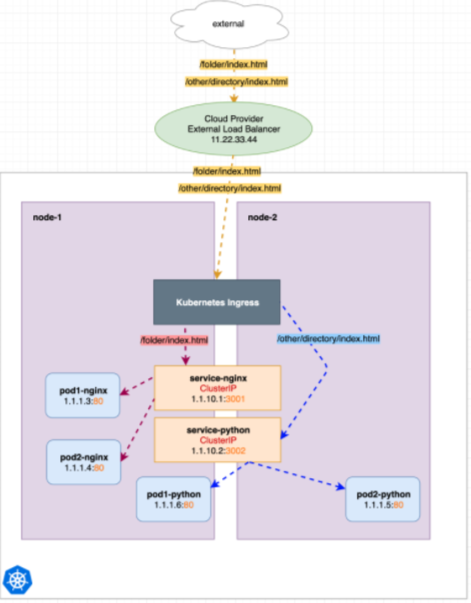 external
/folder/index.html
/other/directory/index.html
Cloud Provider
External Load Balancer
11.22.33.44
/folder/index.html
/other/directory/index.html
node-1
node-2
Kubernetes Ingress
/folder/index.html
/other/directory/index.html
service-nginx
ClusterIP
1.1.10.1:3001
pod1-nginx
1.1.1.3:80
service-python
ClusterIP
1.1.10.2:3002
pod2-nginx
1.1.1.4:80
pod1-python
1.1.1.6:80
pod2-python
1.1.1.5:80